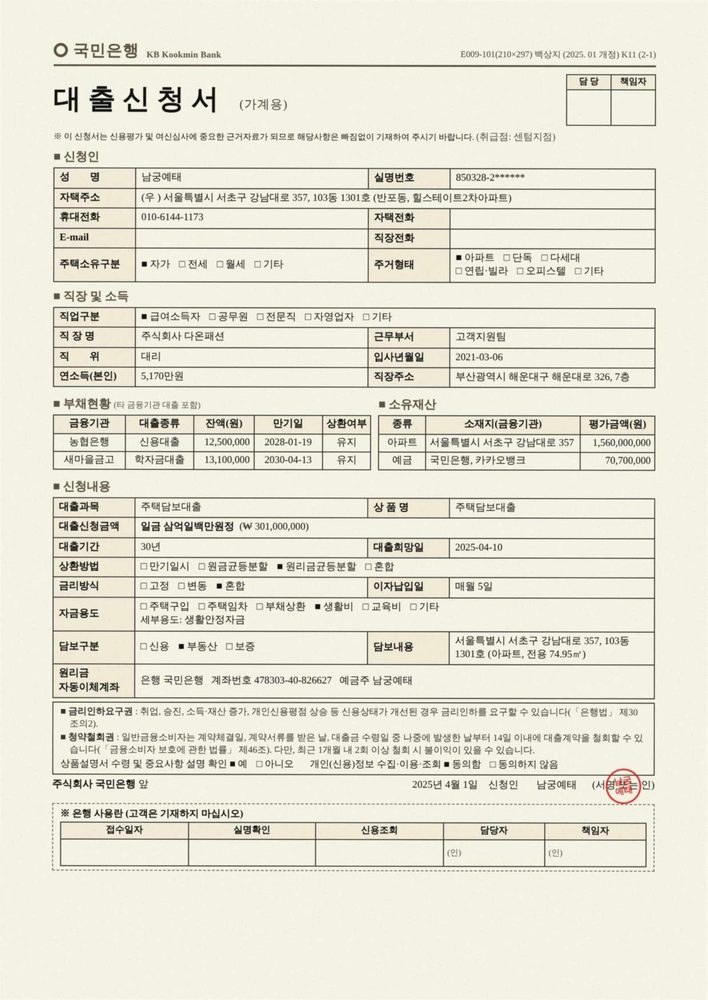 국민은행 KB Kookmin Bank E009-101(210×297) 백상지 (2025. 01 개정) K11 (2-1)
대출신청서 (가계용)
담 당 책임자
※ 이 신청서는 신용평가 및 여신심사에 중요한 근거자료가 되므로 해당사항은 빠짐없이 기재하여 주시기 바랍니다. (취급점: 센텀지점)
■ 신청인
성 명 남궁예태 실명번호 850328-2******
자택주소 (우 ) 서울특별시 서초구 강남대로 357, 103동 1301호 (반포동, 힐스테이트2차아파트)
휴대전화 010-6144-1173 자택전화
E-mail 직장전화
주택소유구분 ■ 자가 □ 전세 □ 월세 □ 기타 주거형태 ■ 아파트 □ 단독 □ 다세대
□ 연립·빌라 □ 오피스텔 □ 기타
■ 직장 및 소득
직업구분 ■ 급여소득자 □ 공무원 □ 전문직 □ 자영업자 □ 기타
직 장 명 주식회사 다온패션 근무부서 고객지원팀
직 위 대리 입사년월일 2021-03-06
연소득(본인) 5,170만원 직장주소 부산광역시 해운대구 해운대로 326, 7층
■ 부채현황 (타 금융기관 대출 포함)
금융기관 대출종류 잔액(원) 만기일 상환여부
농협은행 신용대출 12,500,000 2028-01-19 유지
새마을금고 학자금대출 13,100,000 2030-04-13 유지
■ 소유재산
종류 소재지(금융기관) 평가금액(원)
아파트 서울특별시 서초구 강남대로 357 1,560,000,000
예금 국민은행, 카카오뱅크 70,700,000
■ 신청내용
대출과목 주택담보대출 상 품 명 주택담보대출
대출신청금액 일금 삼억일백만원정 (₩ 301,000,000)
대출기간 30년 대출희망일 2025-04-10
상환방법 □ 만기일시 □ 원금균등분할 ■ 원리금균등분할 □ 혼합
금리방식 □ 고정 □ 변동 ■ 혼합 이자납입일 매월 5일
자금용도 □ 주택구입 □ 주택임차 □ 부채상환 ■ 생활비 □ 교육비 □ 기타
세부용도: 생활안정자금
담보구분 □ 신용 ■ 부동산 □ 보증 담보내용 서울특별시 서초구 강남대로 357, 103동
1301호 (아파트, 전용 74.95㎡)
원리금
자동이체계좌 은행 국민은행 계좌번호 478303-40-826627 예금주 남궁예태
■ 금리인하요구권 : 취업, 승진, 소득·재산 증가, 개인신용평점 상승 등 신용상태가 개선된 경우 금리인하를 요구할 수 있습니다(「은행법」 제30
조의2).
■ 청약철회권 : 일반금융소비자는 계약체결일, 계약서류를 받은 날, 대출금 수령일 중 나중에 발생한 날부터 14일 이내에 대출계약을 철회할 수 있
습니다(「금융소비자 보호에 관한 법률」 제46조). 다만, 최근 1개월 내 2회 이상 철회 시 불이익이 있을 수 있습니다.
상품설명서 수령 및 중요사항 설명 확인 ■ 예 □ 아니오 개인(신용)정보 수집·이용·조회 ■ 동의함 □ 동의하지 않음
주식회사 국민은행 앞 2025년 4월 1일 신청인 남궁예태 (서명 또는 인)
남궁
예태
※ 은행 사용란 (고객은 기재하지 마십시오)
접수일자 실명확인 신용조회 담당자 책임자
(인) (인)